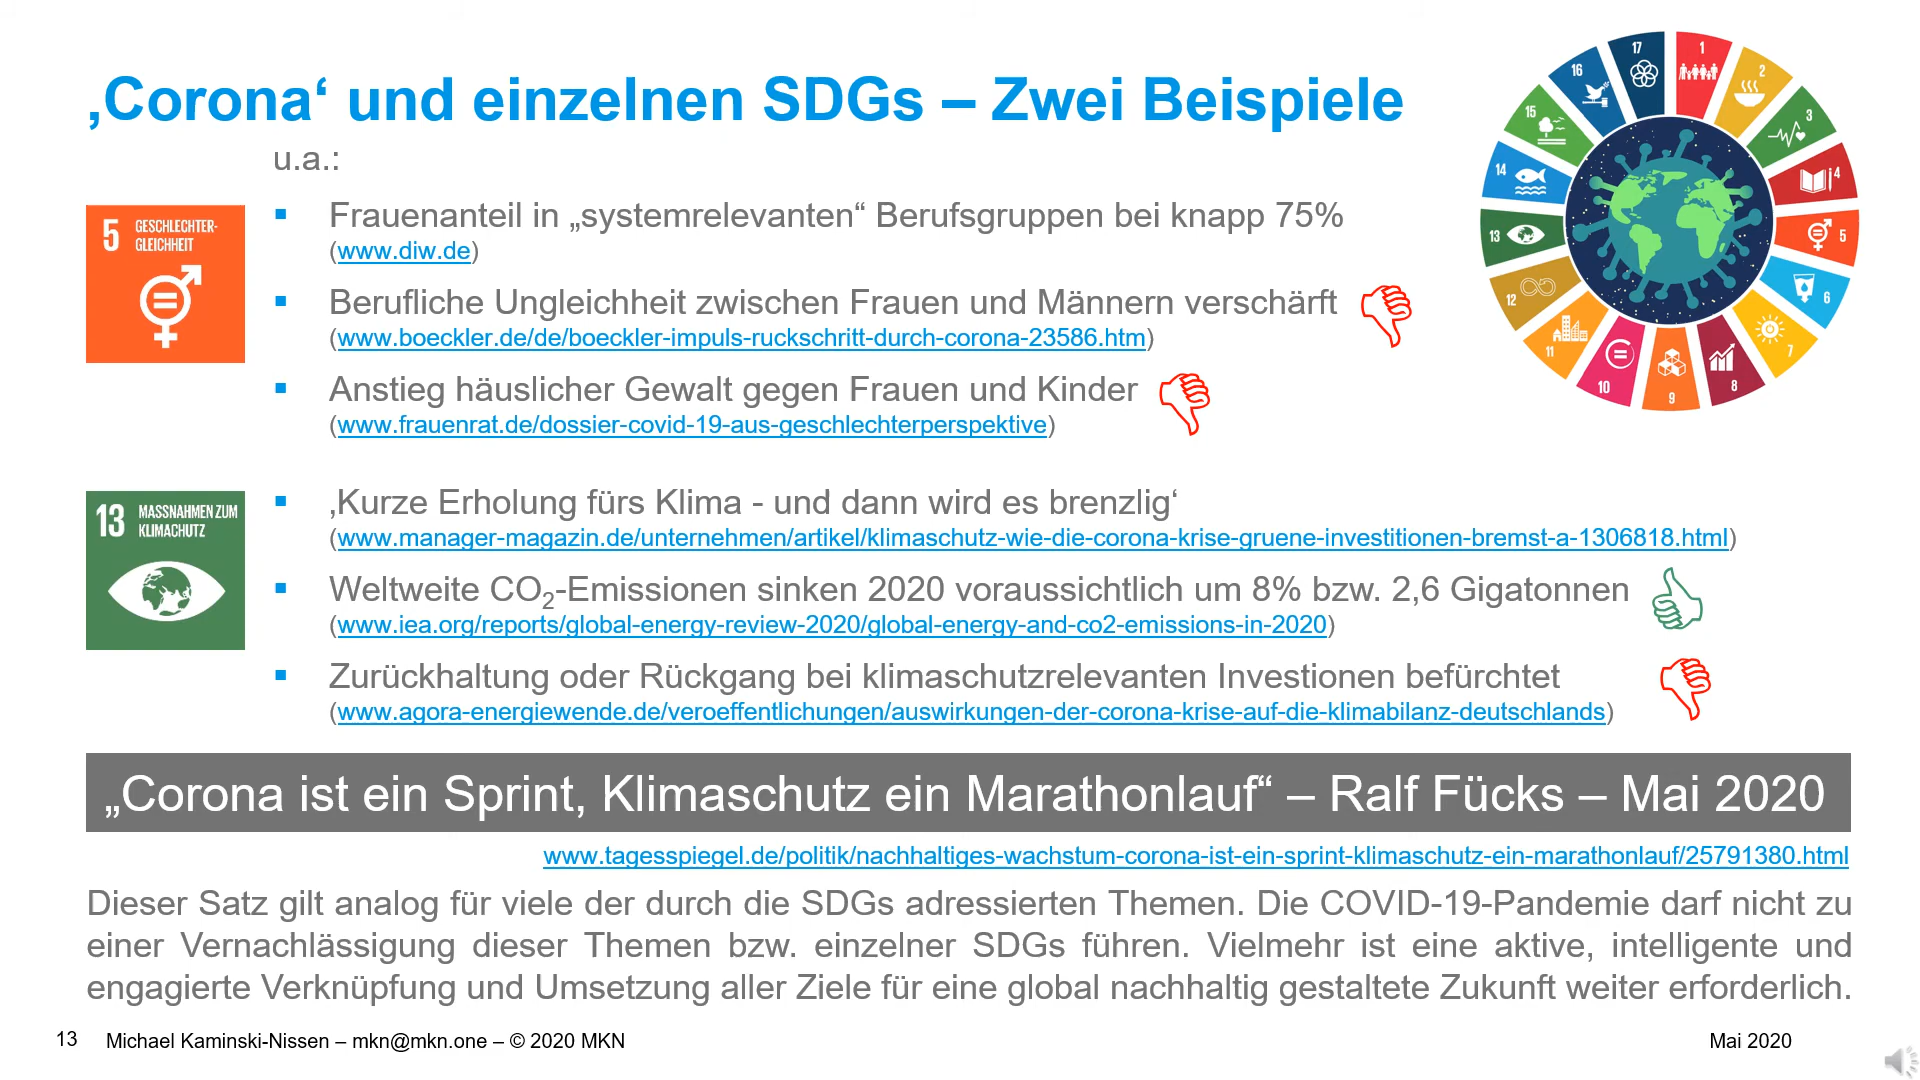 ‚Corona‘ und einzelnen SDGs – Zwei Beispiele
u.a.:
5 GESCHLECHTER-
GLEICHHEIT
▪ Frauenanteil in „systemrelevanten“ Berufsgruppen bei knapp 75%
(www.diw.de)
▪ Berufliche Ungleichheit zwischen Frauen und Männern verschärft
(www.boeckler.de/de/boeckler-impuls-ruckschritt-durch-corona-23586.htm)
▪ Anstieg häuslicher Gewalt gegen Frauen und Kinder
(www.frauenrat.de/dossier-covid-19-aus-geschlechterperspektive)
1
2
3
4
5
6
7
8
9
10
11
12
13
14
15
16
17
13 MASSNAHMEN ZUM
KLIMACHUTZ
▪ ‚Kurze Erholung fürs Klima - und dann wird es brenzlig‘
(www.manager-magazin.de/unternehmen/artikel/klimaschutz-wie-die-corona-krise-gruene-investitionen-bremst-a-1306818.html)
▪ Weltweite CO₂-Emissionen sinken 2020 voraussichtlich um 8% bzw. 2,6 Gigatonnen
(www.iea.org/reports/global-energy-review-2020/global-energy-and-co2-emissions-in-2020)
▪ Zurückhaltung oder Rückgang bei klimaschutzrelevanten Investionen befürchtet
(www.agora-energiewende.de/veroeffentlichungen/auswirkungen-der-corona-krise-auf-die-klimabilanz-deutschlands)
„Corona ist ein Sprint, Klimaschutz ein Marathonlauf“ – Ralf Fücks – Mai 2020
www.tagesspiegel.de/politik/nachhaltiges-wachstum-corona-ist-ein-sprint-klimaschutz-ein-marathonlauf/25791380.html
Dieser Satz gilt analog für viele der durch die SDGs adressierten Themen. Die COVID-19-Pandemie darf nicht zu
einer Vernachlässigung dieser Themen bzw. einzelner SDGs führen. Vielmehr ist eine aktive, intelligente und
engagierte Verknüpfung und Umsetzung aller Ziele für eine global nachhaltig gestaltete Zukunft weiter erforderlich.
13 Michael Kaminski-Nissen – mkn@mkn.one – © 2020 MKN
Mai 2020